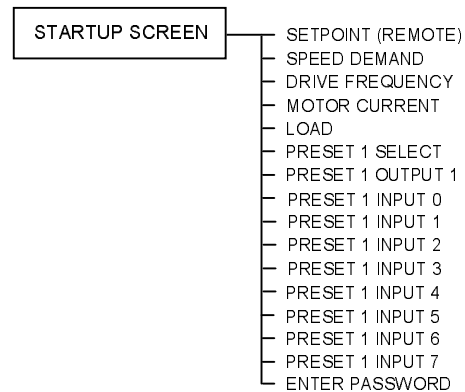 STARTUP SCREEN
SETPOINT (REMOTE)
SPEED DEMAND
DRIVE FREQUENCY
MOTOR CURRENT
LOAD
PRESET 1 SELECT
PRESET 1 OUTPUT 1
PRESET 1 INPUT 0
PRESET 1 INPUT 1
PRESET 1 INPUT 2
PRESET 1 INPUT 3
PRESET 1 INPUT 4
PRESET 1 INPUT 5
PRESET 1 INPUT 6
PRESET 1 INPUT 7
ENTER PASSWORD